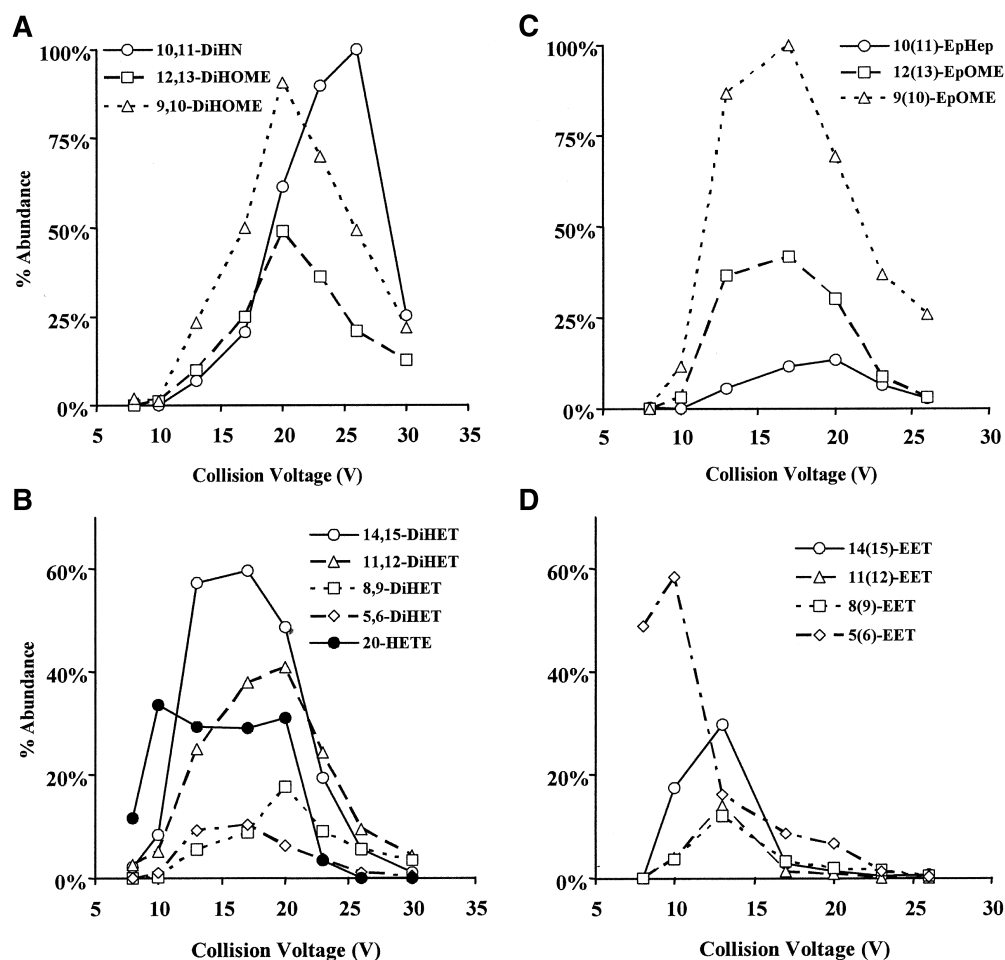 A
10,11-DiHN
12,13-DiHOME
9,10-DiHOME
100%
75%
50%
25%
0%
% Abundance
5 10 15 20 25 30 35
Collision Voltage (V)
C
10(11)-EpHep
12(13)-EpOME
9(10)-EpOME
100%
75%
50%
25%
0%
5 10 15 20 25 30
Collision Voltage (V)
B
14,15-DiHET
11,12-DiHET
8,9-DiHET
5,6-DiHET
20-HETE
60%
40%
20%
0%
% Abundance
5 10 15 20 25 30 35
Collision Voltage (V)
D
14(15)-EET
11(12)-EET
8(9)-EET
5(6)-EET
60%
40%
20%
0%
5 10 15 20 25 30
Collision Voltage (V)